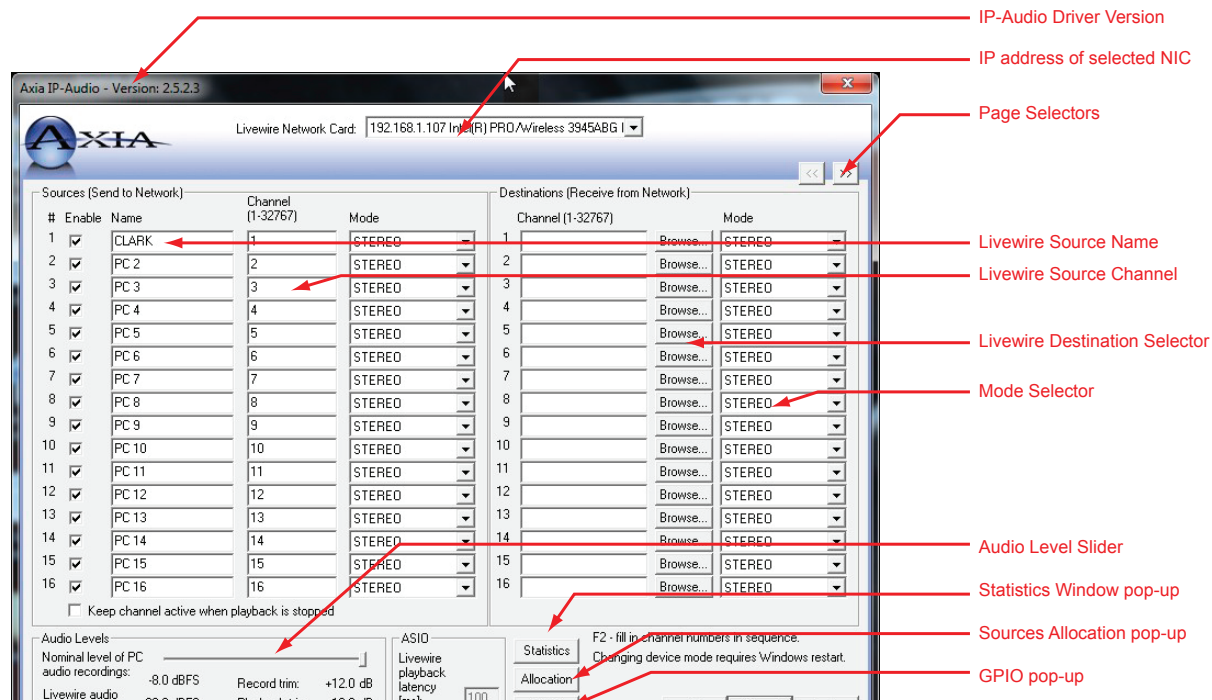 IP-Audio Driver Version
IP address of selected NIC
Axia IP-Audio - Version: 2.5.2.3
Page Selectors
AXIA
Livewire Network Card: 192.168.1.107 Intel(R) PRO/Wireless 3945ABG
<< >>
Sources (Send to Network)
# Enable Name Channel (1-32767) Mode
1 CLARK 1 STEREO
2 PC 2 2 STEREO
3 PC 3 3 STEREO
4 PC 4 4 STEREO
5 PC 5 5 STEREO
6 PC 6 6 STEREO
7 PC 7 7 STEREO
8 PC 8 8 STEREO
9 PC 9 9 STEREO
10 PC 10 10 STEREO
11 PC 11 11 STEREO
12 PC 12 12 STEREO
13 PC 13 13 STEREO
14 PC 14 14 STEREO
15 PC 15 15 STEREO
16 PC 16 16 STEREO
Keep channel active when playback is stopped
Destinations (Receive from Network)
Channel (1-32767) Mode
1 Browse... STEREO
2 Browse... STEREO
3 Browse... STEREO
4 Browse... STEREO
5 Browse... STEREO
6 Browse... STEREO
7 Browse... STEREO
8 Browse... STEREO
9 Browse... STEREO
10 Browse... STEREO
11 Browse... STEREO
12 Browse... STEREO
13 Browse... STEREO
14 Browse... STEREO
15 Browse... STEREO
16 Browse... STEREO
Livewire Source Name
Livewire Source Channel
Livewire Destination Selector
Mode Selector
Audio Level Slider
Statistics Window pop-up
Sources Allocation pop-up
GPIO pop-up
Audio Levels
Nominal level of PC
audio recordings:
-8.0 dBFS Record trim: +12.0 dB
Livewire audio
ASIO
Livewire
playback
latency
100
Statistics
Allocation
F2 - fill in channel numbers in sequence.
Changing device mode requires Windows restart.